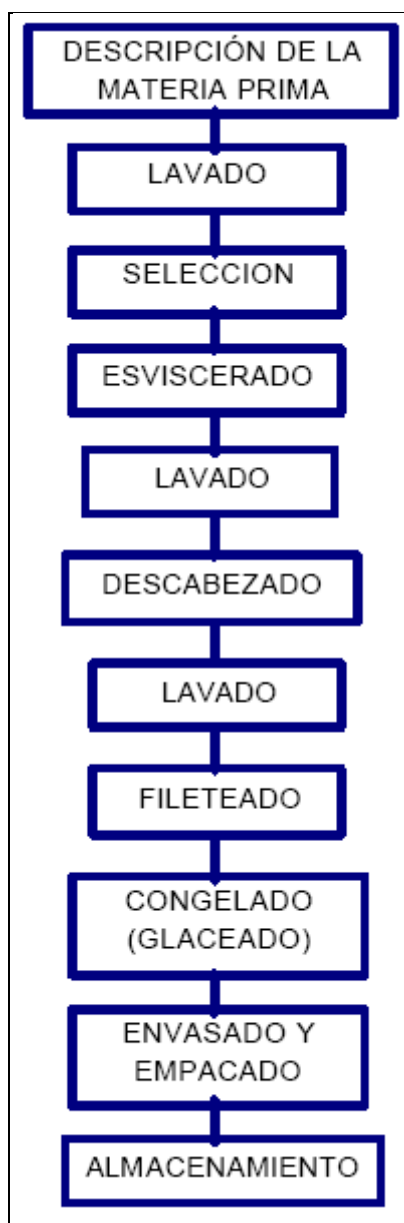 DESCRIPCIÓN DE LA
MATERIA PRIMA
LAVADO
SELECCION
ESVISCERADO
LAVADO
DESCABEZADO
LAVADO
FILETEADO
CONGELADO
(GLACEADO)
ENVASADO Y
EMPACADO
ALMACENAMIENTO